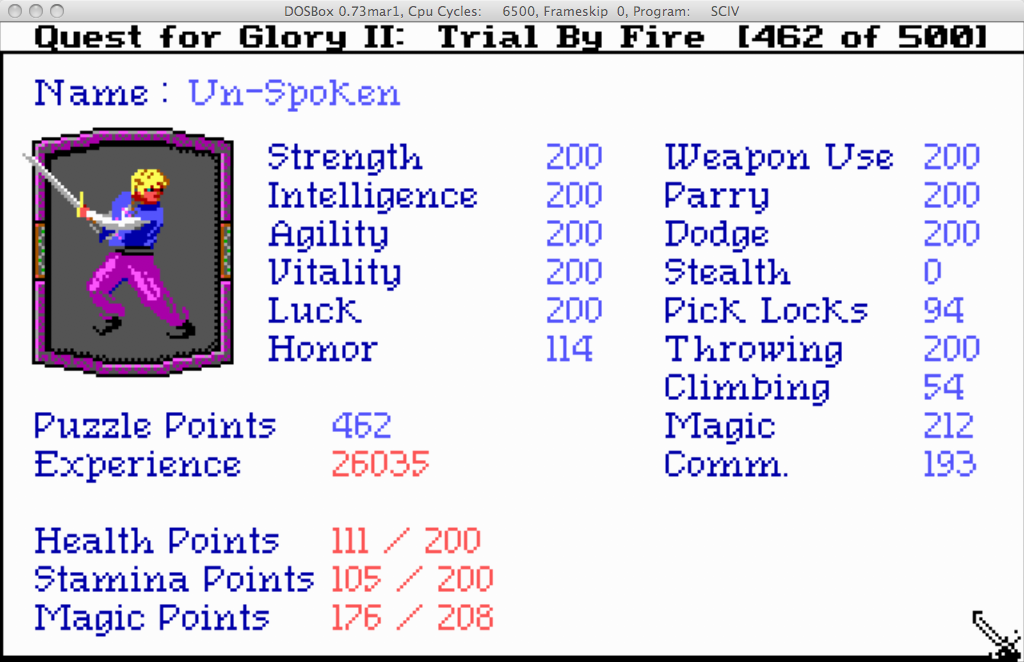 DOSBox 0.73mar1, Cpu Cycles: 6500, Frameskip 0, Program: SCIV
Quest for Glory II: Trial By Fire [462 of 500]
Name : Un-Spoken
Strength 200 Weapon Use 200
Intelligence 200 Parry 200
Agility 200 Dodge 200
Vitality 200 Stealth 0
Luck 200 Pick Locks 94
Honor 114 Throwing 200
Climbing 54
Puzzle Points 462 Magic 212
Experience 26035 Comm. 193
Health Points 111 / 200
Stamina Points 105 / 200
Magic Points 176 / 208